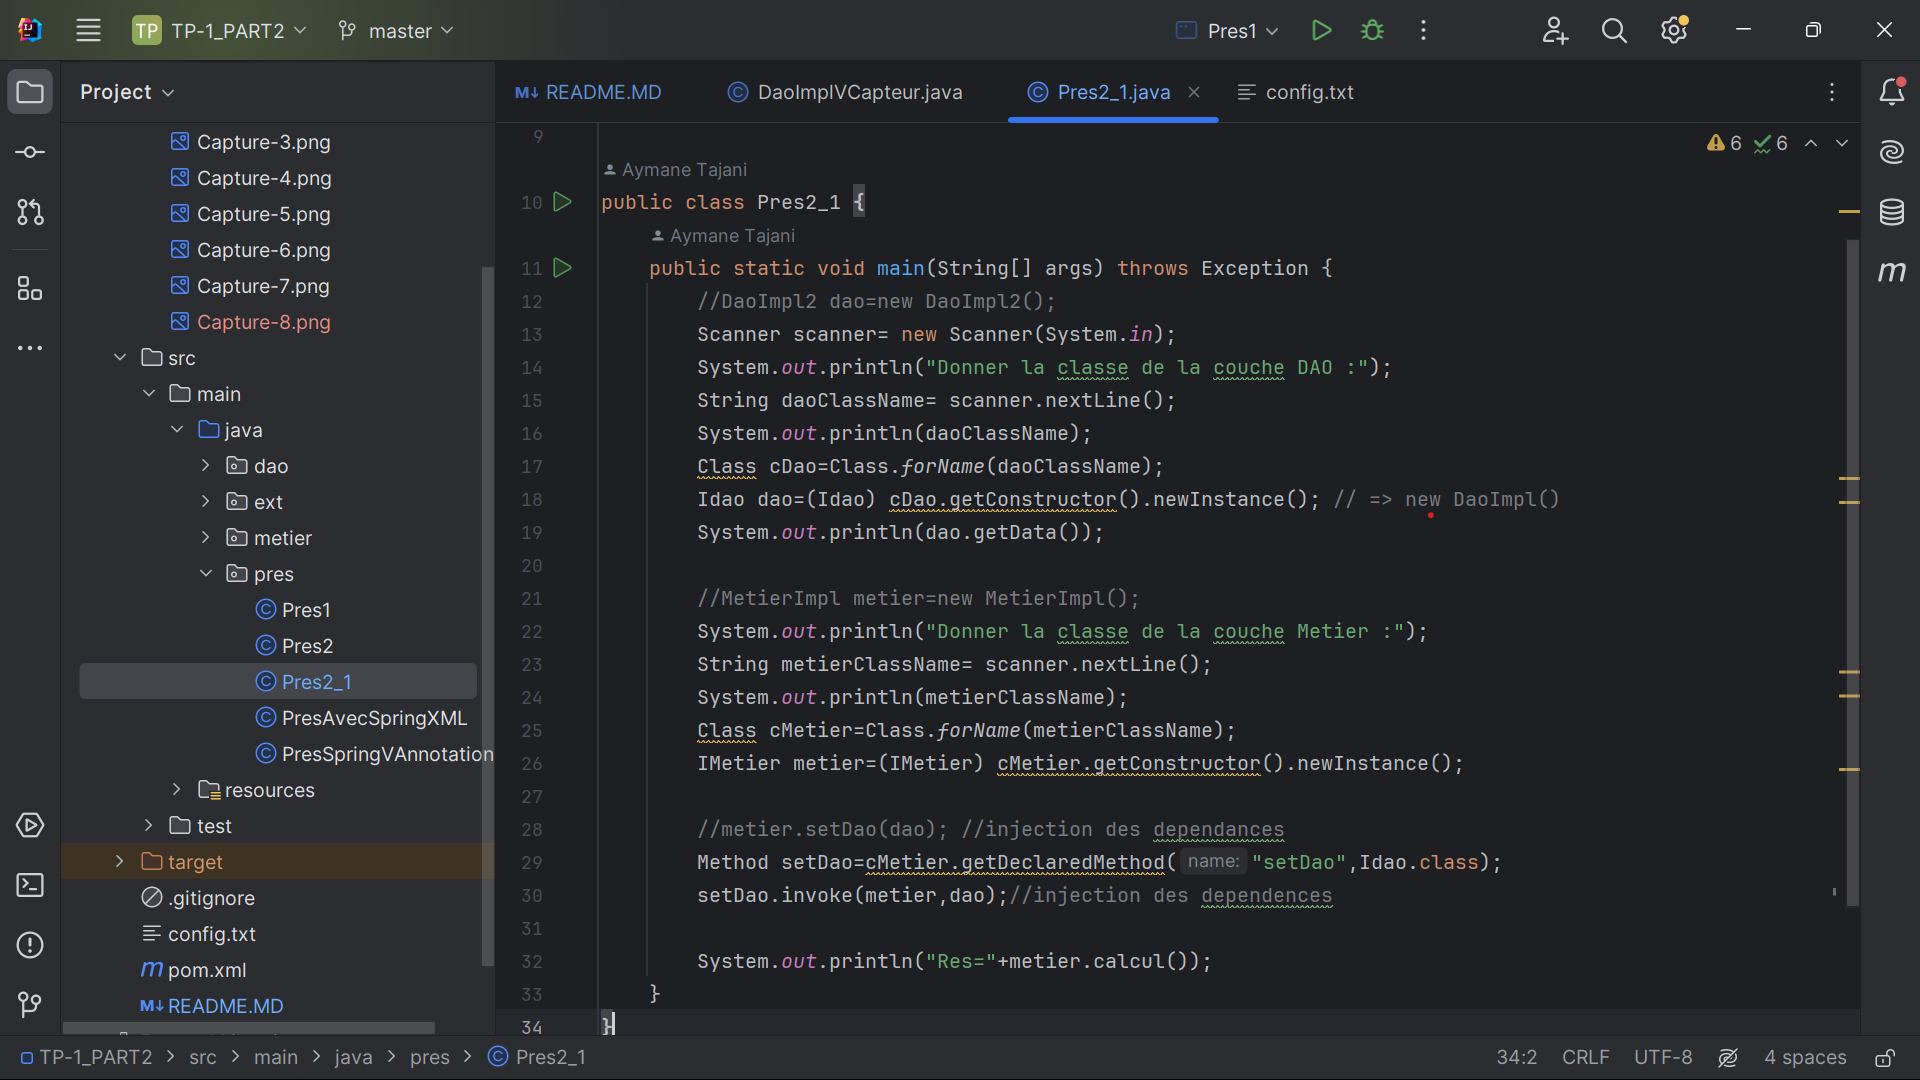 TP TP-1_PART2 master Pres1
Project
README.MD DaoImplVCapteur.java Pres2_1.java config.txt
Capture-3.png
Capture-4.png
Capture-5.png
Capture-6.png
Capture-7.png
Capture-8.png
src
main
java
dao
ext
metier
pres
Pres1
Pres2
Pres2_1
PresAvecSpringXML
PresSpringVAnnotation
resources
test
target
.gitignore
config.txt
pom.xml
README.MD
6 6
9
Aymane Tajani
10 public class Pres2_1 {
Aymane Tajani
11 public static void main(String[] args) throws Exception {
12 //DaoImpl2 dao=new DaoImpl2();
13 Scanner scanner= new Scanner(System.in);
14 System.out.println("Donner la classe de la couche DAO :");
15 String daoClassName= scanner.nextLine();
16 System.out.println(daoClassName);
17 Class cDao=Class.forName(daoClassName);
18 Idao dao=(Idao) cDao.getConstructor().newInstance(); // => new DaoImpl()
19 System.out.println(dao.getData());
20
21 //MetierImpl metier=new MetierImpl();
22 System.out.println("Donner la classe de la couche Metier :");
23 String metierClassName= scanner.nextLine();
24 System.out.println(metierClassName);
25 Class cMetier=Class.forName(metierClassName);
26 IMetier metier=(IMetier) cMetier.getConstructor().newInstance();
27
28 //metier.setDao(dao); //injection des dependances
29 Method setDao=cMetier.getDeclaredMethod( name: "setDao",Idao.class);
30 setDao.invoke(metier,dao);//injection des dependences
31
32 System.out.println("Res="+metier.calcul());
33 }
34 }
TP-1_PART2 > src > main > java > pres > Pres2_1
34:2 CRLF UTF-8 4 spaces